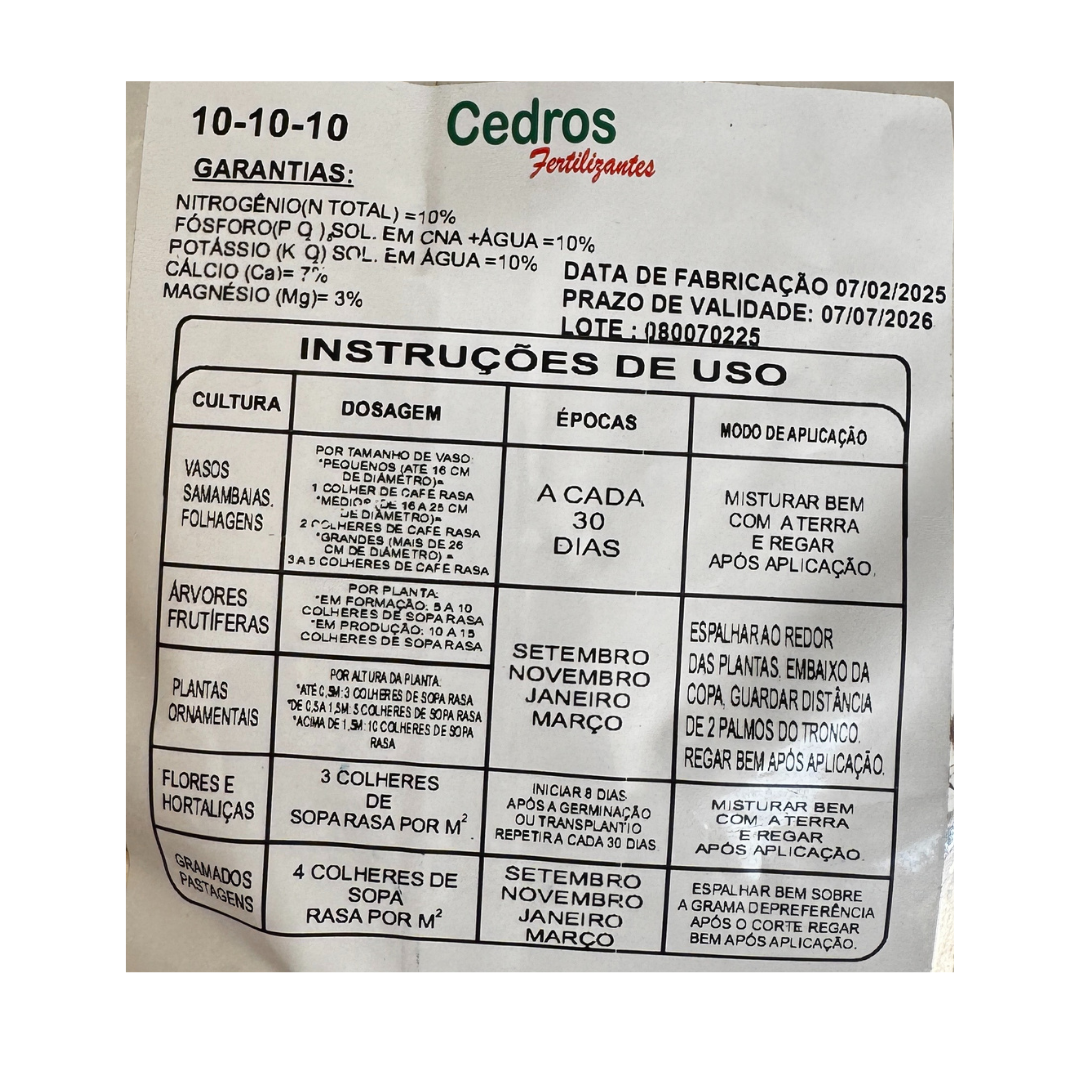 10-10-10
Cedros
Fertilizantes
GARANTIAS:
NITROGÊNIO(N TOTAL) =10%
FÓSFORO(P O ),SOL. EM CNA +ÁGUA =10%
POTÁSSIO (K O) SOL. EM ÁGUA =10%
CÁLCIO (Ca)= 7%
MAGNÉSIO (Mg)= 3%
DATA DE FABRICAÇÃO 07/02/2025
PRAZO DE VALIDADE: 07/07/2026
LOTE : 080070225
INSTRUÇÕES DE USO
CULTURA
DOSAGEM
ÉPOCAS
MODO DE APLICAÇÃO
VASOS
SAMAMBAIAS.
FOLHAGENS
POR TAMANHO DE VASO:
*PEQUENOS (ATÉ 16 CM
DE DIÂMETRO)=
1 COLHER DE CAFÉ RASA
*MEDIOS (DE 16 A 25 CM
DE DIÂMETRO)=
2 COLHERES DE CAFÉ RASA
*GRANDES (MAIS DE 26
CM DE DIÂMETRO) =
3 A 5 COLHERES DE CAFÉ RASA
A CADA
30
DIAS
MISTURAR BEM
COM A TERRA
E REGAR
APÓS APLICAÇÃO.
ÁRVORES
FRUTÍFERAS
POR PLANTA:
*EM FORMAÇÃO: 5 A 10
COLHERES DE SOPA RASA
*EM PRODUÇÃO: 10 A 15
COLHERES DE SOPA RASA
SETEMBRO
NOVEMBRO
JANEIRO
MARÇO
ESPALHAR AO REDOR
DAS PLANTAS, EMBAIXO DA
COPA, GUARDAR DISTÂNCIA
DE 2 PALMOS DO TRONCO.
REGAR BEM APÓS APLICAÇÃO.
PLANTAS
ORNAMENTAIS
POR ALTURA DA PLANTA:
*ATÉ 0,5M: 3 COLHERES DE SOPA RASA
*DE 0,5 A 1,5M: 5 COLHERES DE SOPA RASA
*ACIMA DE 1,5M: 10 COLHERES DE SOPA
RASA
FLORES E
HORTALIÇAS
3 COLHERES
DE
SOPA RASA POR M²
INICIAR 8 DIAS
APÓS A GERMINAÇÃO
OU TRANSPLANTIO
REPETIR A CADA 30 DIAS
MISTURAR BEM
COM A TERRA
E REGAR
APÓS APLICAÇÃO.
GRAMADOS
PASTAGENS
4 COLHERES DE
SOPA
RASA POR M²
SETEMBRO
NOVEMBRO
JANEIRO
MARÇO
ESPALHAR BEM SOBRE
A GRAMA DE PREFERÊNCIA
APÓS O CORTE REGAR
BEM APÓS APLICAÇÃO.